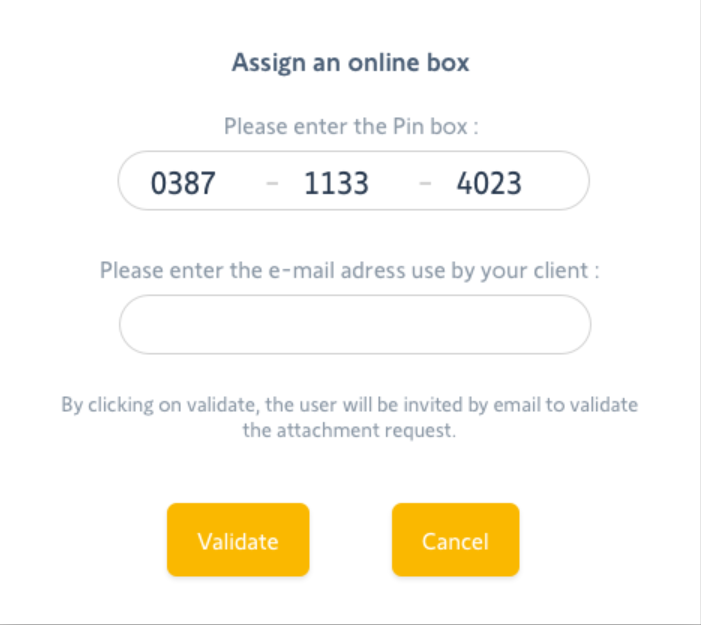 Assign an online box
Please enter the Pin box :
0387 - 1133 - 4023
Please enter the e-mail adress use by your client :
By clicking on validate, the user will be invited by email to validate
the attachment request.
Validate Cancel